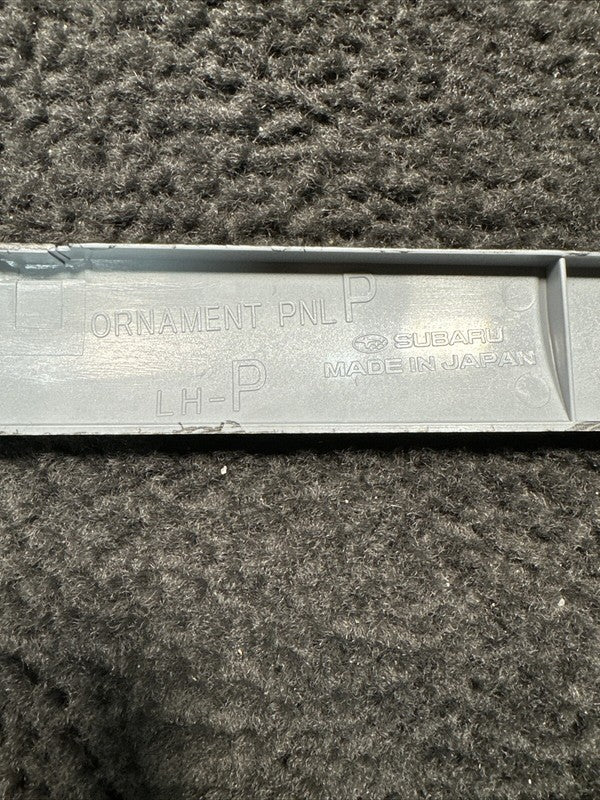 ORNAMENT PNL P
LH-P
SUBARU
MADE IN JAPAN